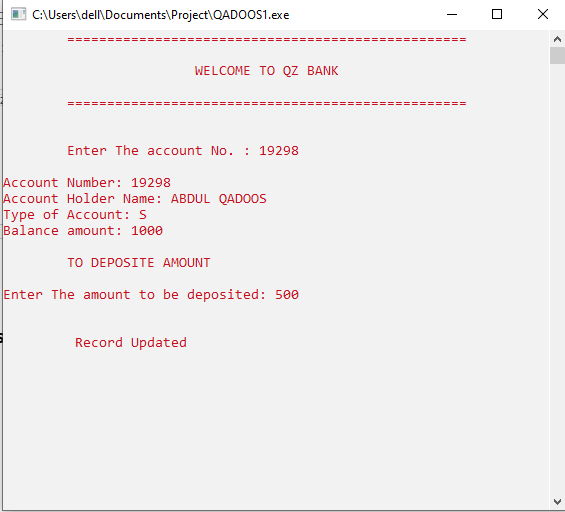 C:\Users\dell\Documents\Project\QADOOS1.exe
==================================================
WELCOME TO QZ BANK
==================================================
Enter The account No. : 19298
Account Number: 19298
Account Holder Name: ABDUL QADOOS
Type of Account: S
Balance amount: 1000
TO DEPOSITE AMOUNT
Enter The amount to be deposited: 500
Record Updated